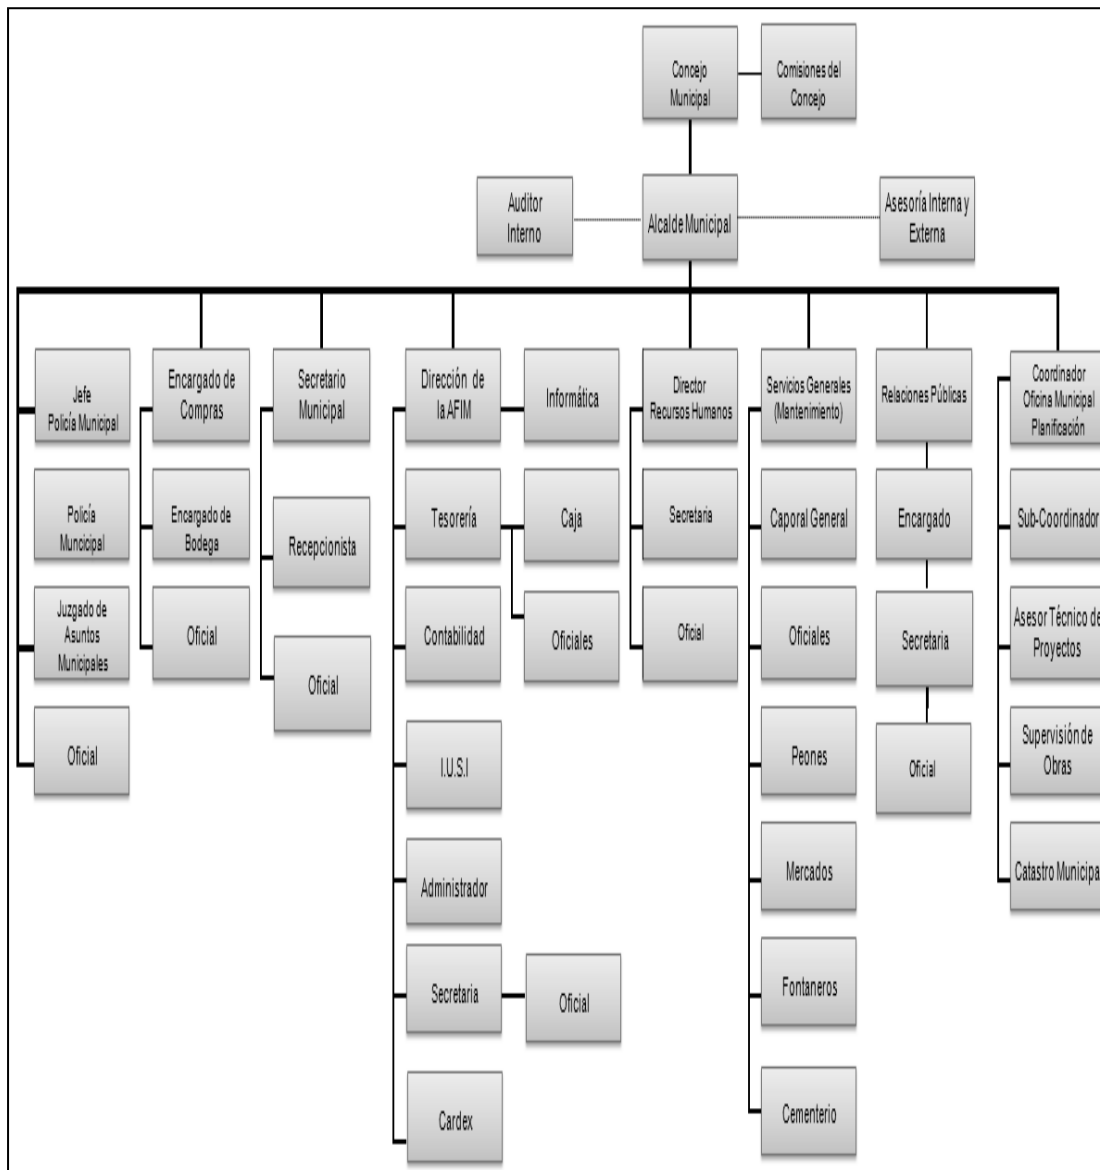 Concejo
Municipal
Comisiones del
Concejo
Auditor
Interno
Alcalde Municipal
Asesoría Interna y
Externa
Jefe
Policía Municipal
Encargado de
Compras
Secretario
Municipal
Dirección de
la AFIM
Informática
Director
Recursos Humanos
Servicios Generales
(Mantenimiento)
Relaciones Públicas
Coordinador
Oficina Municipal
Planificación
Policía
Muncicipal
Encargado de
Bodega
Recepcionista
Tesorería
Caja
Secretaria
Caporal General
Encargado
Sub-Coordinador
Juzgado de
Asuntos
Municipales
Oficial
Oficial
Contabilidad
Oficiales
Oficial
Oficiales
Secretaria
Asesor Técnico de
Proyectos
Oficial
I.U.S.I
Peones
Oficial
Supervisión de
Obras
Administrador
Mercados
Catastro Municipal
Secretaria
Oficial
Fontaneros
Cardex
Cementerio